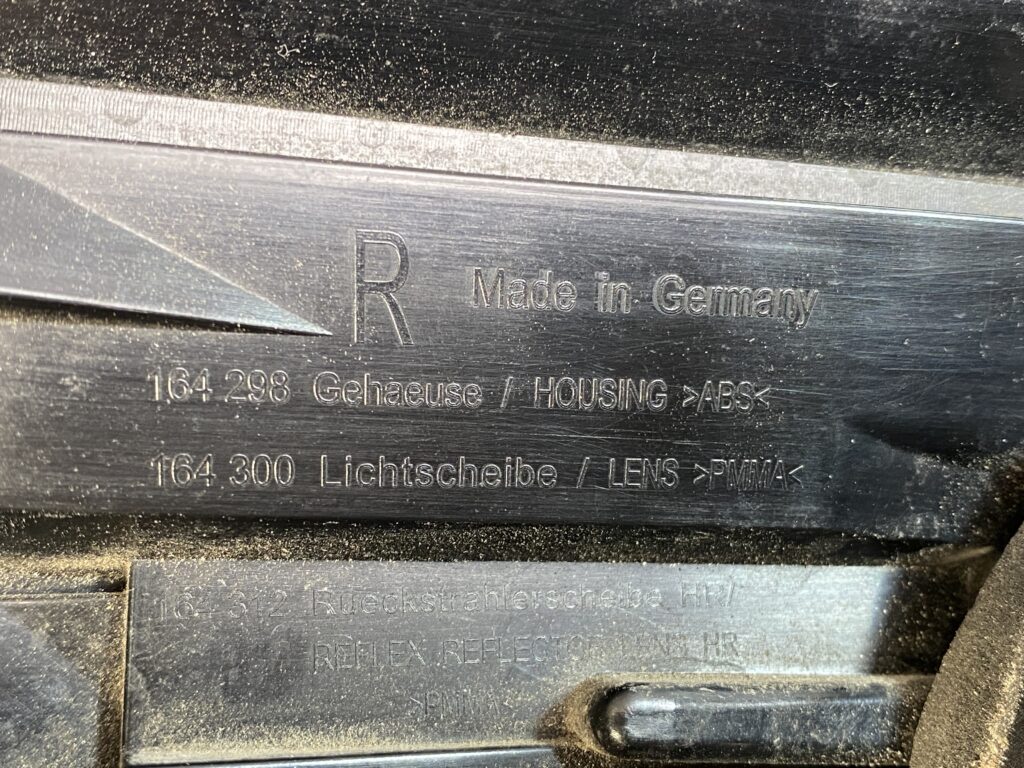 R Made in Germany
164 298 Gehaeuse / HOUSING >ABS<
164 300 Lichtscheibe / LENS >PMMA<
164 312 Rueckstrahlerscheibe HR/
REFLEX REFLECTOR LENS HR
>PMMA<